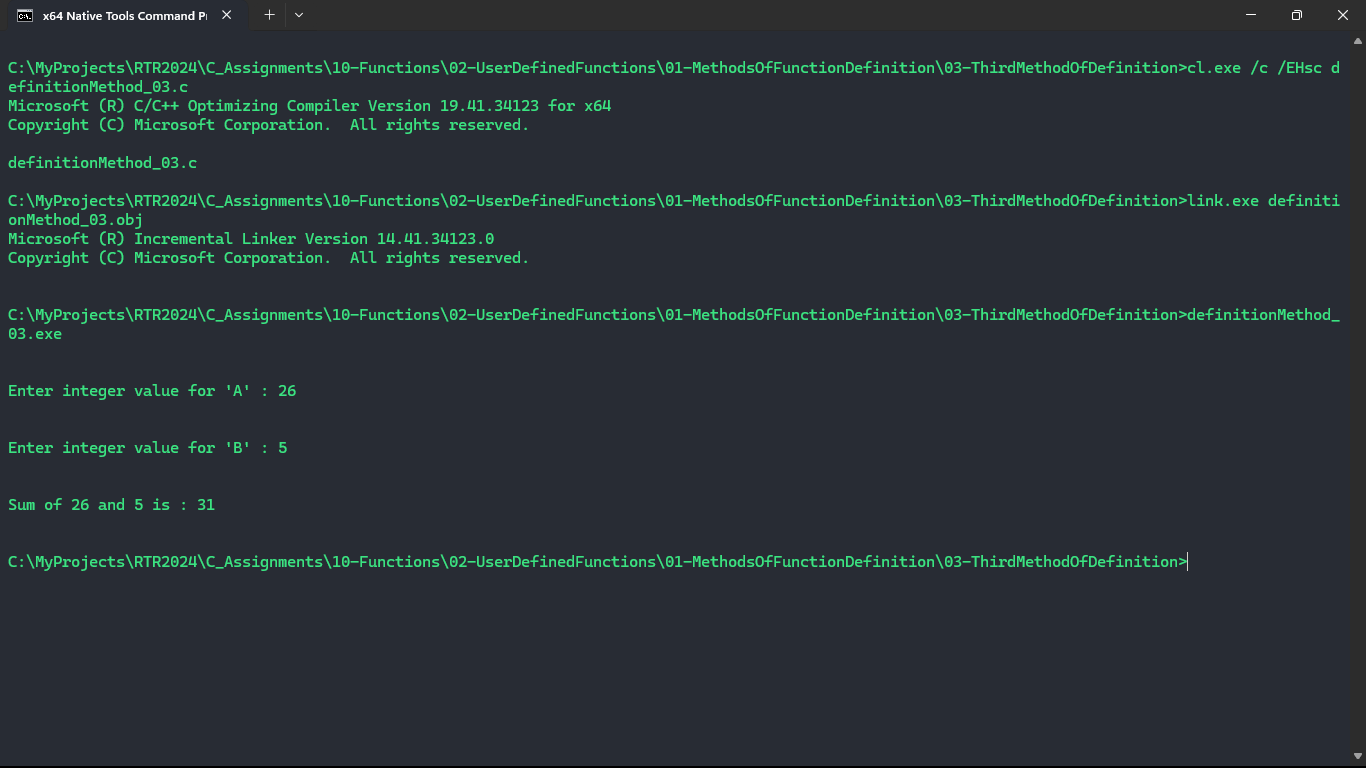 x64 Native Tools Command Pr
C:\MyProjects\RTR2024\C_Assignments\10-Functions\02-UserDefinedFunctions\01-MethodsOfFunctionDefinition\03-ThirdMethodOfDefinition>cl.exe /c /EHsc d
efinitionMethod_03.c
Microsoft (R) C/C++ Optimizing Compiler Version 19.41.34123 for x64
Copyright (C) Microsoft Corporation.  All rights reserved.
definitionMethod_03.c
C:\MyProjects\RTR2024\C_Assignments\10-Functions\02-UserDefinedFunctions\01-MethodsOfFunctionDefinition\03-ThirdMethodOfDefinition>link.exe definiti
onMethod_03.obj
Microsoft (R) Incremental Linker Version 14.41.34123.0
Copyright (C) Microsoft Corporation.  All rights reserved.
C:\MyProjects\RTR2024\C_Assignments\10-Functions\02-UserDefinedFunctions\01-MethodsOfFunctionDefinition\03-ThirdMethodOfDefinition>definitionMethod_
03.exe
Enter integer value for 'A' : 26
Enter integer value for 'B' : 5
Sum of 26 and 5 is : 31
C:\MyProjects\RTR2024\C_Assignments\10-Functions\02-UserDefinedFunctions\01-MethodsOfFunctionDefinition\03-ThirdMethodOfDefinition>